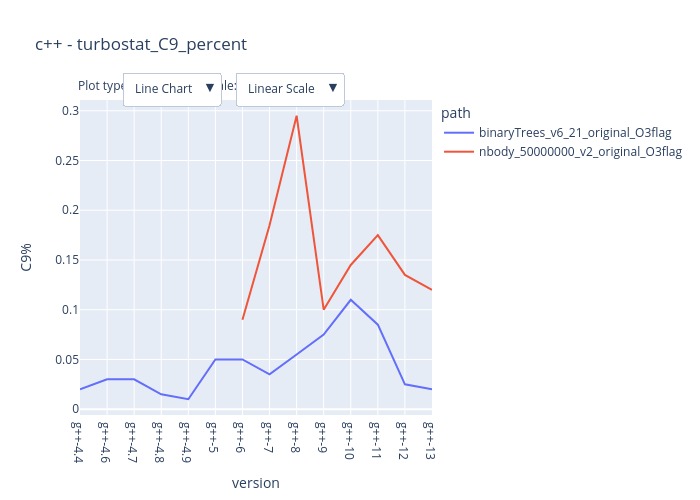 c++ - turbostat_C9_percent
Plot type
Line Chart ▼
ale:
Linear Scale ▼
path
binaryTrees_v6_21_original_O3flag
nbody_50000000_v2_original_O3flag
C9%
0.3
0.25
0.2
0.15
0.1
0.05
0
g++-4.4
g++-4.6
g++-4.7
g++-4.8
g++-4.9
g++-5
g++-6
g++-7
g++-8
g++-9
g++-10
g++-11
g++-12
g++-13
version